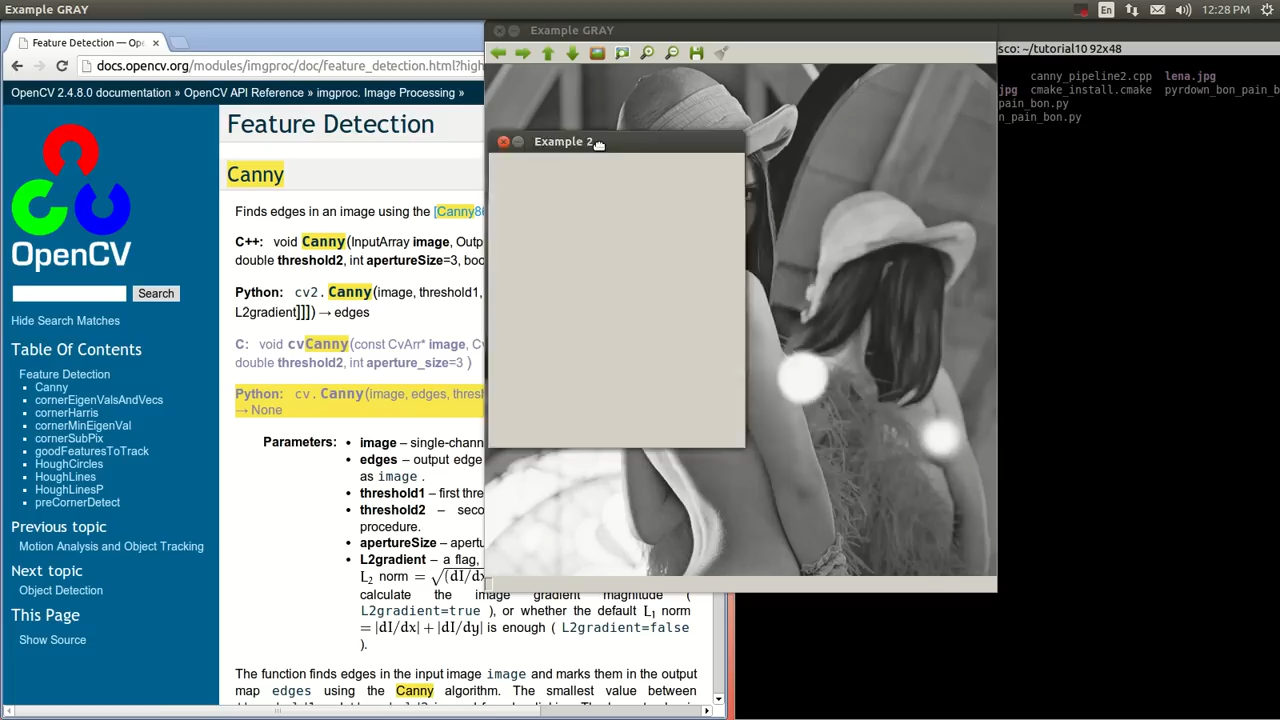 Example GRAY
En
12:28 PM
Feature Detection — Ope
docs.opencv.org/modules/imgproc/doc/feature_detection.html?high
OpenCV 2.4.8.0 documentation » OpenCV API Reference » imgproc. Image Processing »
OpenCV
Search
Hide Search Matches
Table Of Contents
Feature Detection
Canny
cornerEigenValsAndVecs
cornerHarris
cornerMinEigenVal
cornerSubPix
goodFeaturesToTrack
HoughCircles
HoughLines
HoughLinesP
preCornerDetect
Previous topic
Motion Analysis and Object Tracking
Next topic
Object Detection
This Page
Show Source
Feature Detection
Canny
Finds edges in an image using the [Canny86
C++: void Canny(InputArray image, Outp
double threshold2, int apertureSize=3, boo
Python: cv2.Canny(image, threshold1,
L2gradient]]]) → edges
C: void cvCanny(const CvArr* image, Cv
double threshold2, int aperture_size=3 )
Python: cv.Canny(image, edges, thresh
→ None
Parameters:
image – single-chann
edges – output edge
as image .
threshold1 – first thre
threshold2 – seco
procedure.
apertureSize – apertu
L2gradient – a flag,
L2 norm = √(dI/dx
calculate the image gradient magnitude (
L2gradient=true ), or whether the default L1 norm
= |dI/dx| + |dI/dy| is enough ( L2gradient=false
).
The function finds edges in the input image image and marks them in the output
map edges using the Canny algorithm. The smallest value between
Example GRAY
Example 2
sco: ~/tutorial10 92x48
canny_pipeline2.cpp lena.jpg
jpg cmake_install.cmake pyrdown_bon_pain_b
pain_bon.py
n_pain_bon.py